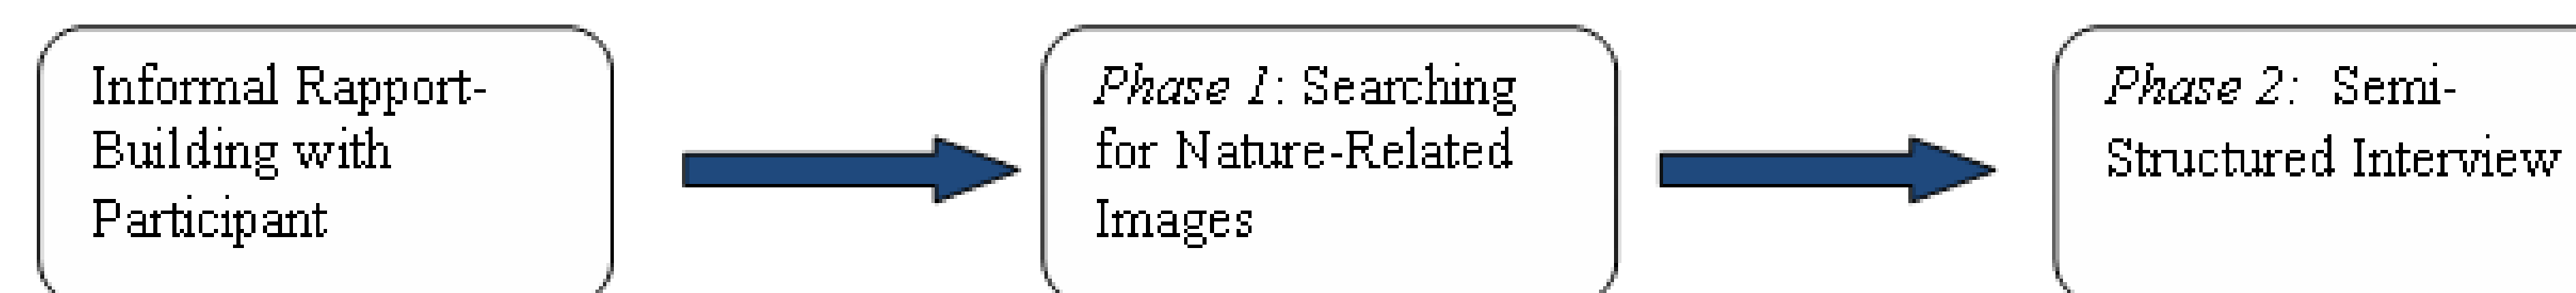 Informal Rapport-
Building with
Participant
Phase 1: Searching
for Nature-Related
Images
Phase 2:  Semi-
Structured Interview